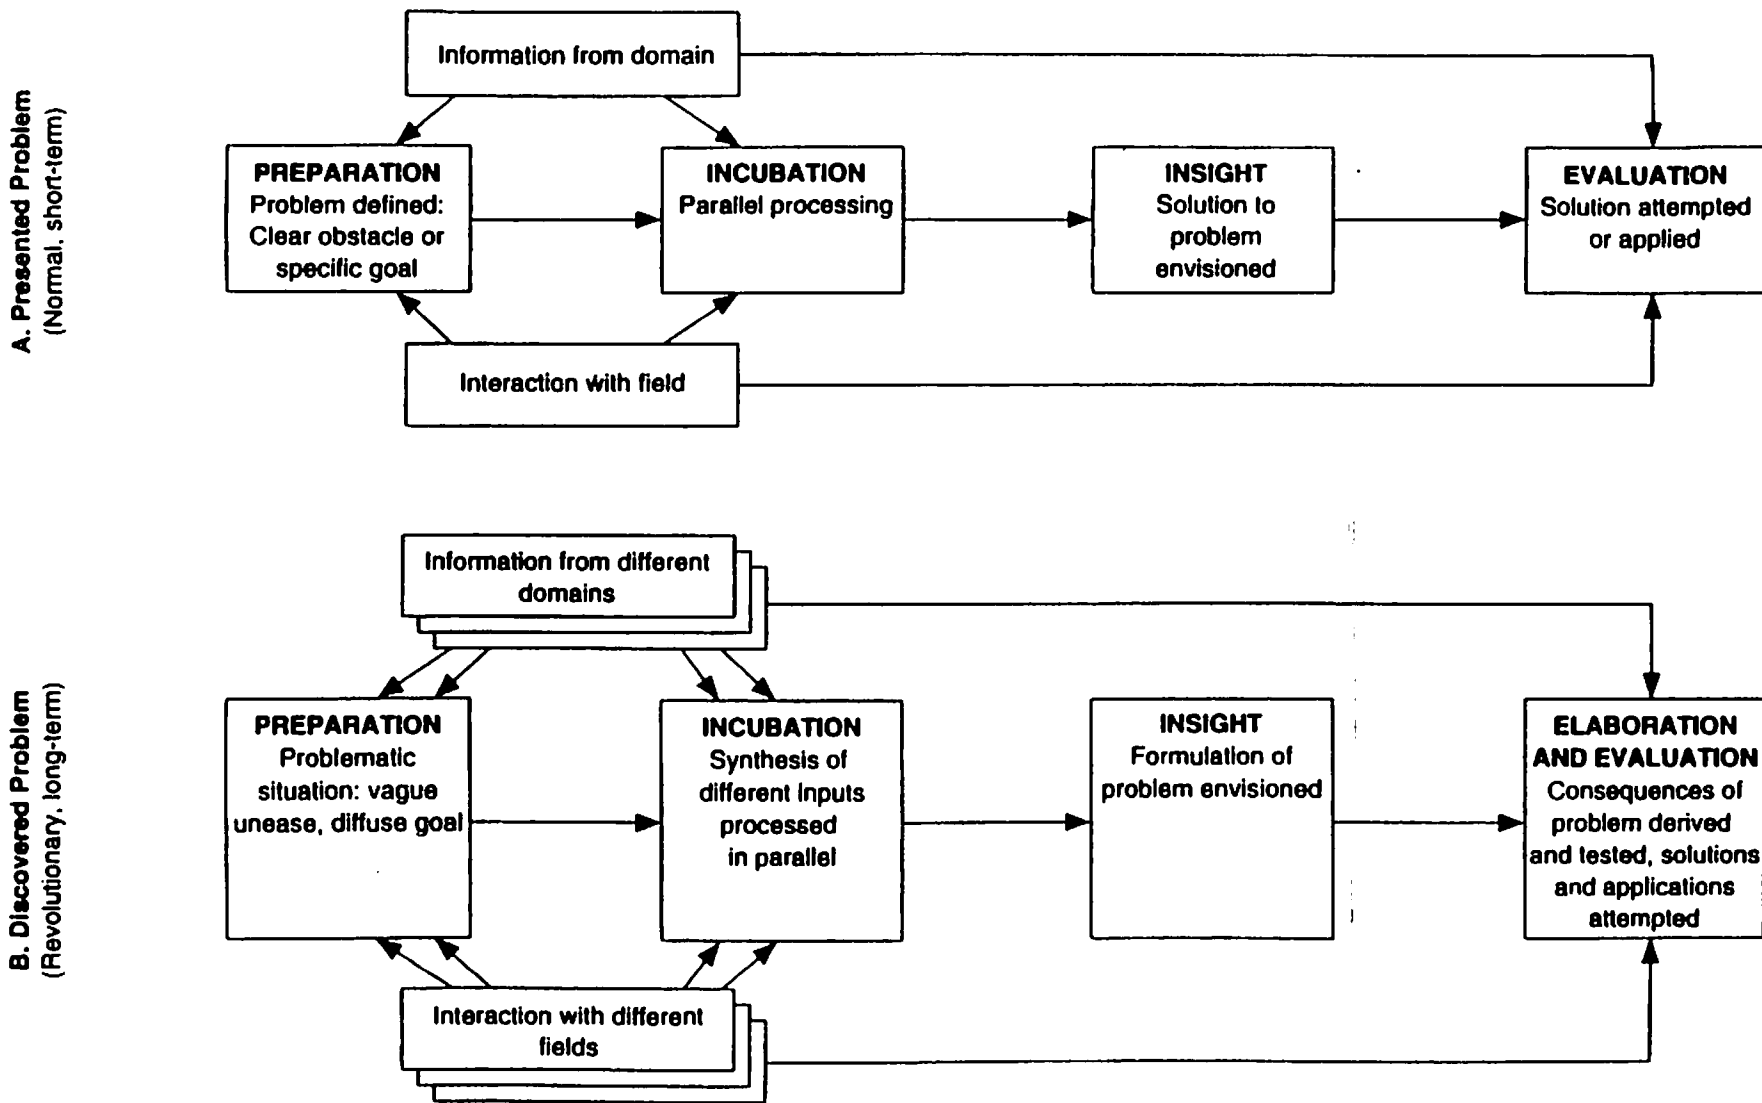 A. Presented Problem
(Normal, short-term)
Information from domain
PREPARATION
Problem defined:
Clear obstacle or
specific goal
INCUBATION
Parallel processing
INSIGHT
Solution to
problem
envisioned
EVALUATION
Solution attempted
or applied
Interaction with field
B. Discovered Problem
(Revolutionary, long-term)
Information from different
domains
PREPARATION
Problematic
situation: vague
unease, diffuse goal
INCUBATION
Synthesis of
different inputs
processed
in parallel
INSIGHT
Formulation of
problem envisioned
ELABORATION
AND EVALUATION
Consequences of
problem derived
and tested, solutions
and applications
attempted
Interaction with different
fields